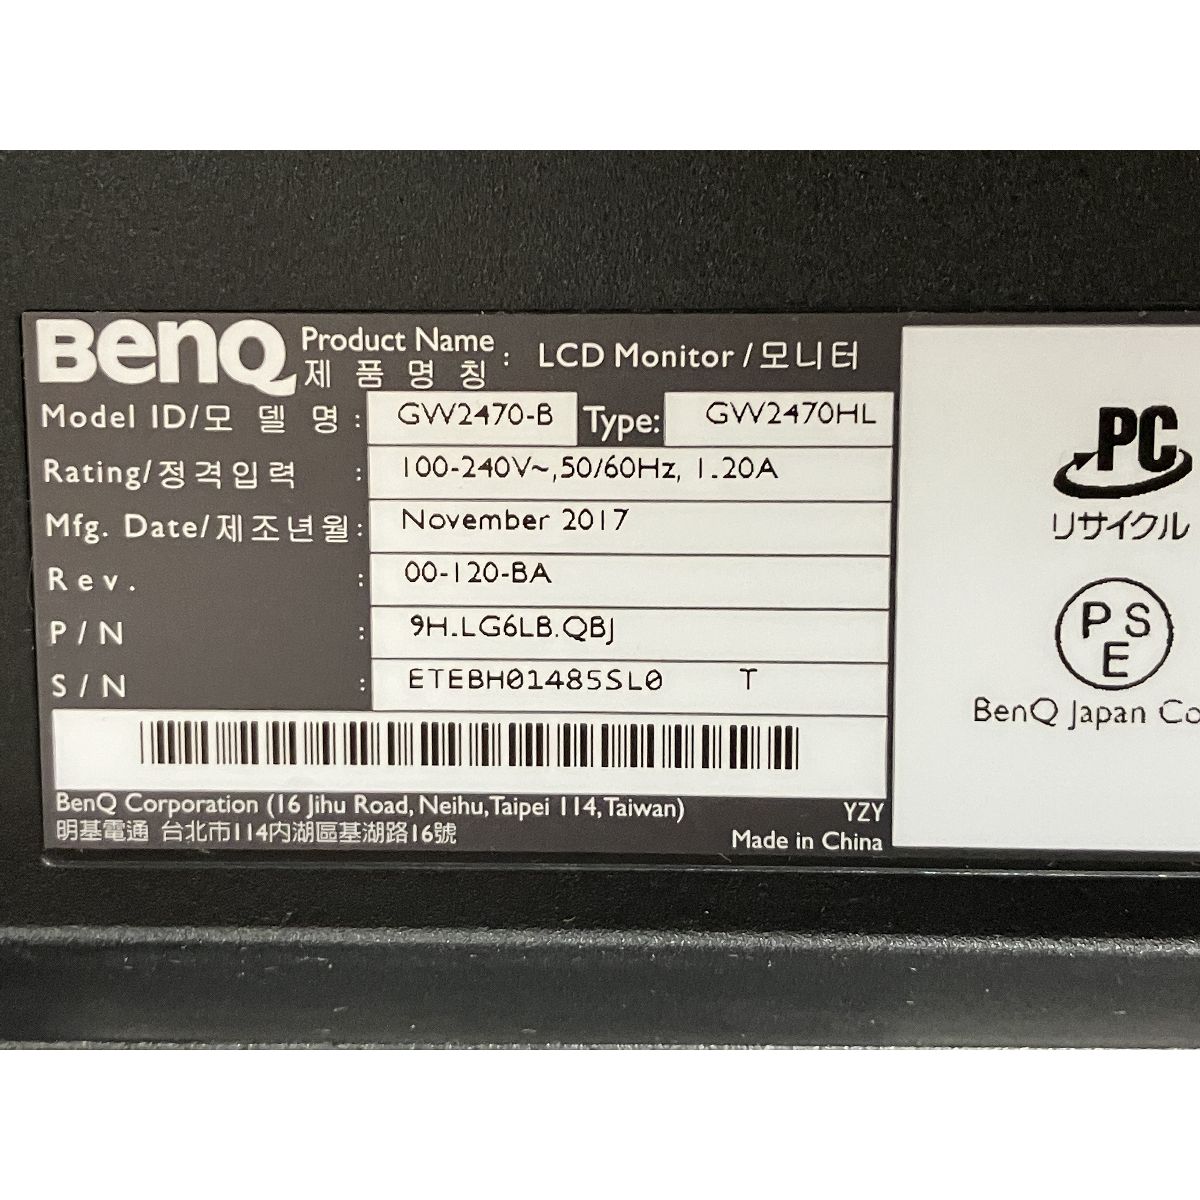 BenQ Product Name : LCD Monitor / 모니터
제 품 명 칭
Model ID/모 델 명 : GW2470-B Type: GW2470HL
Rating/정격입력 : 100-240V~,50/60Hz, 1.20A
Mfg. Date/제조년월: November 2017
Rev. : 00-120-BA
P/N : 9H.LG6LB.QBJ
S/N : ETEBH01485SL0 T
BenQ Corporation (16 Jihu Road, Neihu,Taipei 114,Taiwan)
明基電通 台北市114內湖區基湖路16號
YZY
Made in China
PC
リサイクル
PSE
BenQ Japan Co